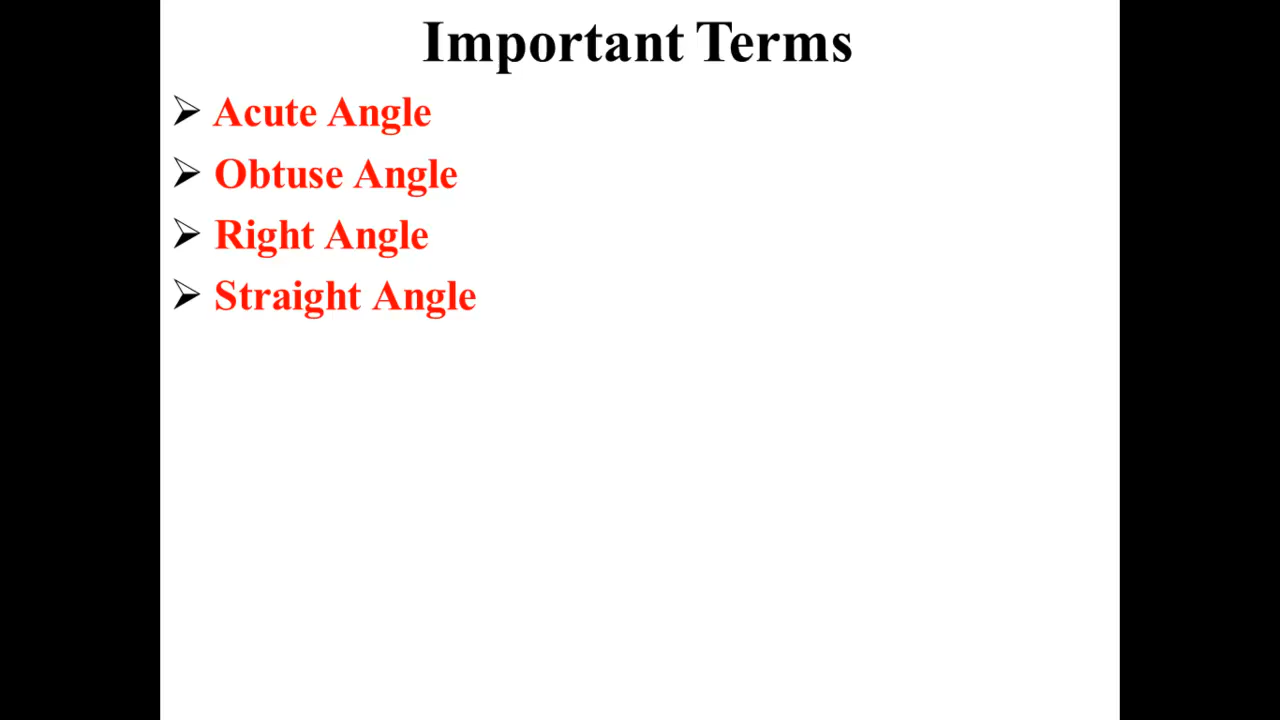 Important Terms
➢ Acute Angle
➢ Obtuse Angle
➢ Right Angle
➢ Straight Angle